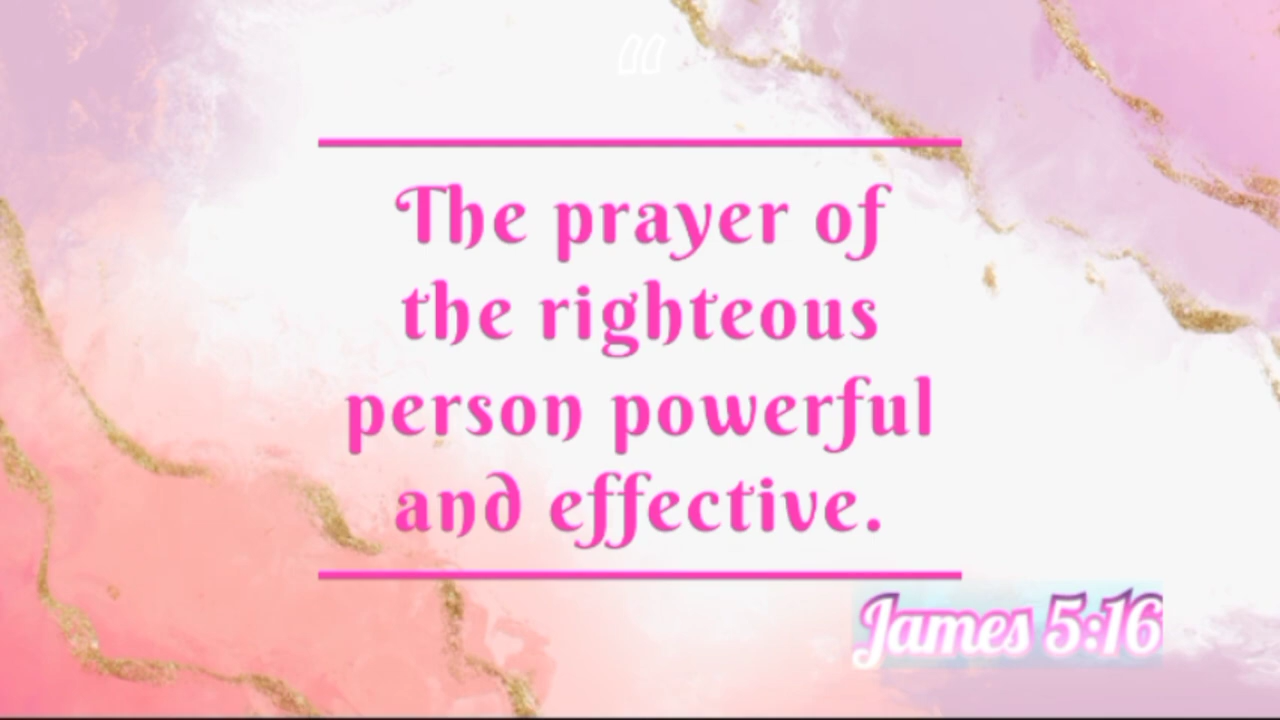 “
The prayer of
the righteous
person powerful
and effective.
James 5:16